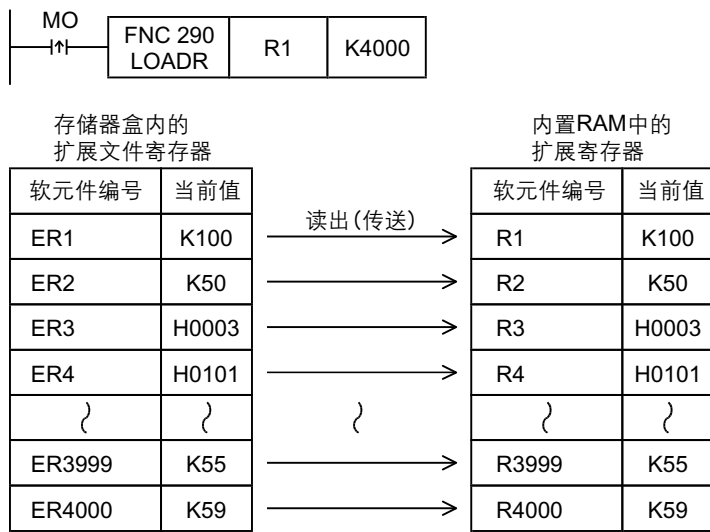 MO
FNC 290
LOADR
R1
K4000
存储器盒内的
扩展文件寄存器
内置RAM中的
扩展寄存器
软元件编号 当前值 软元件编号 当前值
读出(传送)
ER1 K100 R1 K100
ER2 K50 R2 K50
ER3 H0003 R3 H0003
ER4 H0101 R4 H0101
ER3999 K55 R3999 K55
ER4000 K59 R4000 K59